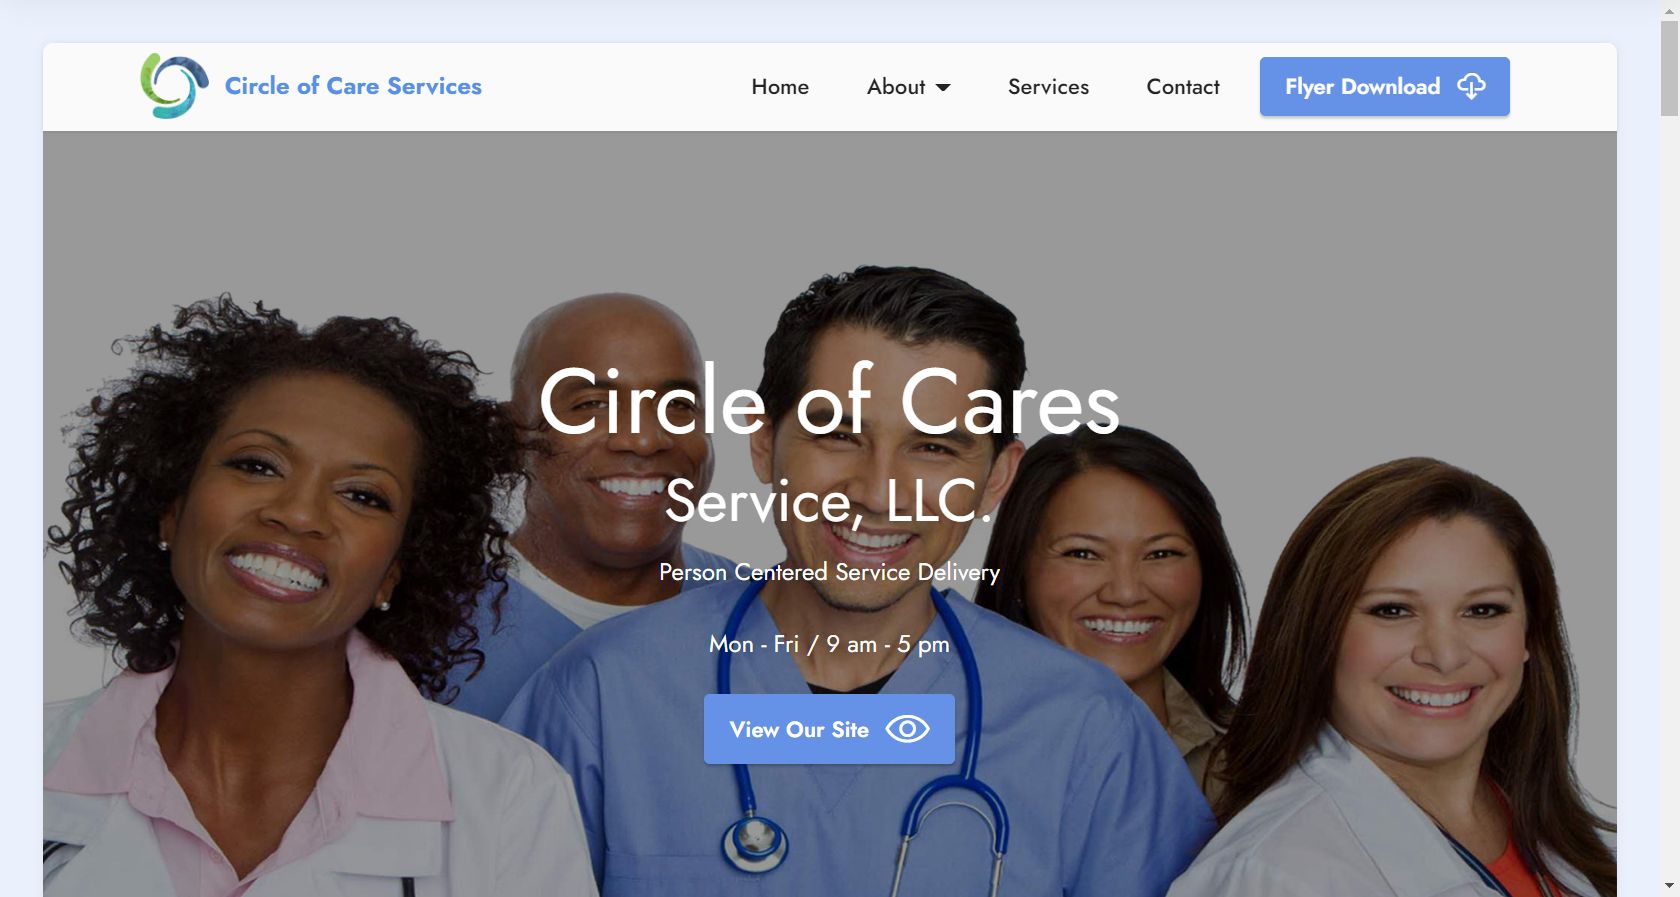 Circle of Care Services
Home
About
Services
Contact
Flyer Download
Circle of Cares
Service, LLC.
Person Centered Service Delivery
Mon - Fri / 9 am - 5 pm
View Our Site